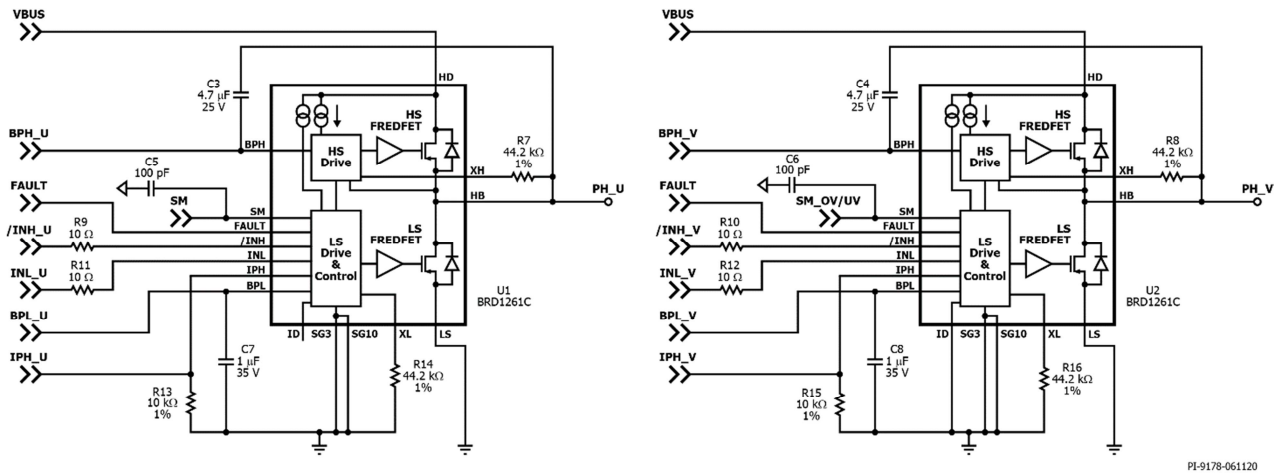 VBUS
HD
C3
4.7 µF
25 V
HS
FREDFET
BPH_U
BPH
HS
Drive
R7
44.2 kΩ
1%
XH
C5
100 pF
FAULT
HB
PH_U
SM
SM
FAULT
R9
10 Ω
/INH_U
/INH
LS
Drive
&
Control
LS
FREDFET
R11
10 Ω
INL_U
INL
IPH
BPL
U1
BRD1261C
BPL_U
ID
SG3
SG10
XL
LS
IPH_U
C7
1 µF
35 V
R13
10 kΩ
1%
R14
44.2 kΩ
1%
VBUS
HD
C4
4.7 µF
25 V
HS
FREDFET
BPH_V
BPH
HS
Drive
R8
44.2 kΩ
1%
XH
C6
100 pF
FAULT
HB
PH_V
SM_OV/UV
SM
FAULT
R10
10 Ω
/INH_V
/INH
LS
Drive
&
Control
LS
FREDFET
R12
10 Ω
INL_V
INL
IPH
BPL
U2
BRD1261C
BPL_V
ID
SG3
SG10
XL
LS
IPH_V
C8
1 µF
35 V
R15
10 kΩ
1%
R16
44.2 kΩ
1%
PI-9178-061120